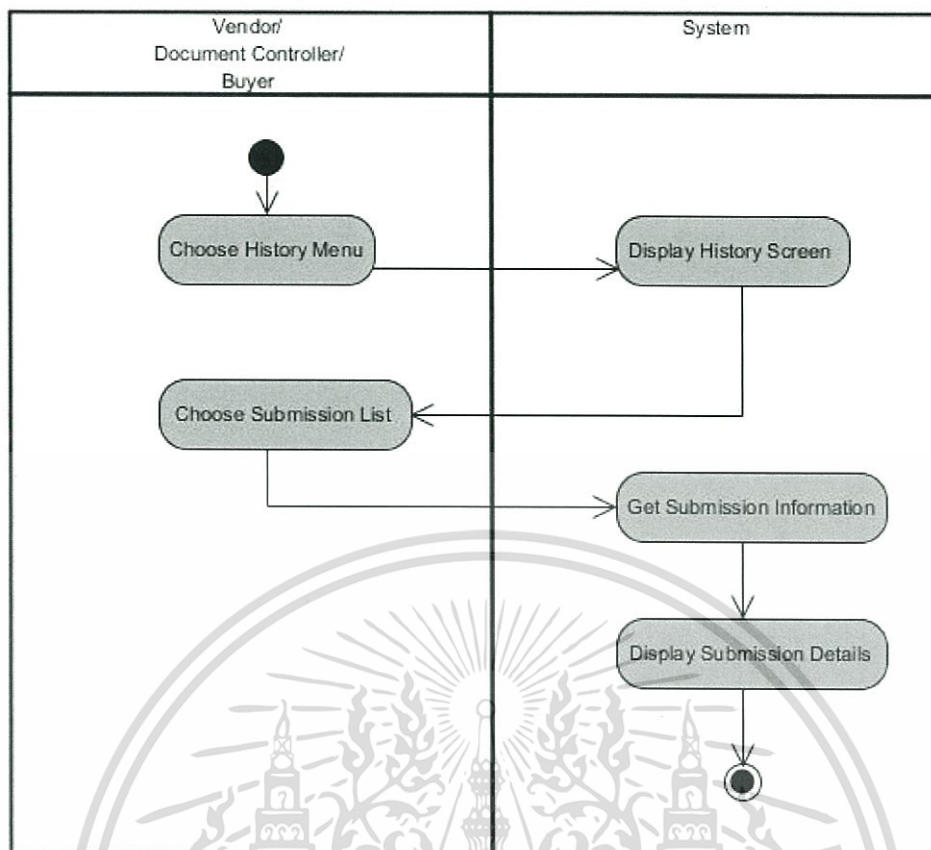 Vendor/
Document Controller/
Buyer
System
Choose History Menu
Display History Screen
Choose Submission List
Get Submission Information
Display Submission Details